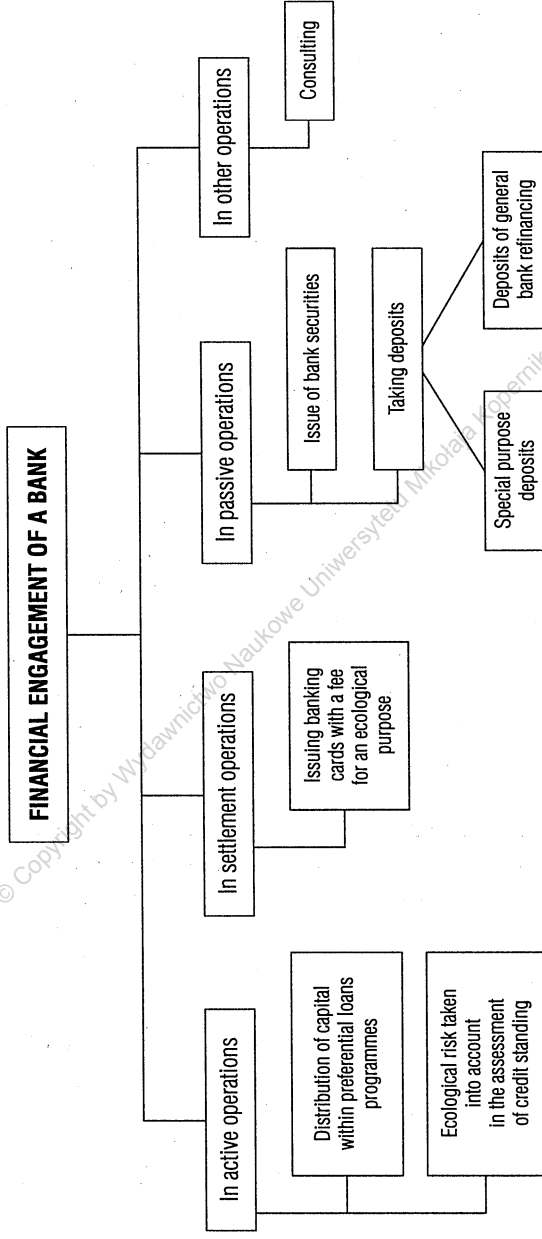 FINANCIAL ENGAGEMENT OF A BANK
In active operations
Distribution of capital
within preferential loans
programmes
Ecological risk taken
into account
in the assessment
of credit standing
In settlement operations
Issuing banking
cards with a fee
for an ecological
purpose
In passive operations
Issue of bank securities
Taking deposits
Special purpose
deposits
Deposits of general
bank refinancing
In other operations
Consulting
© Copyright by Wydawnictwo Naukowe Uniwersytetu Mikołaja Kopernik